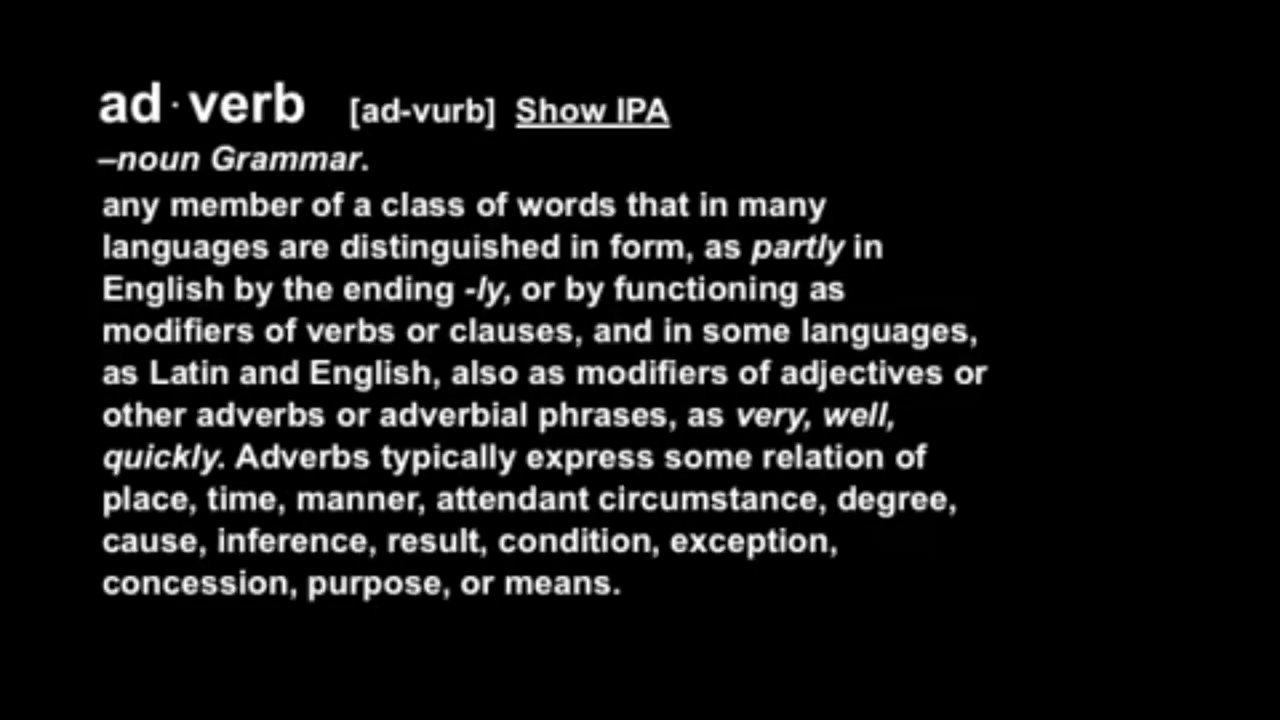 ad·verb [ad-vurb] Show IPA
–noun Grammar.
any member of a class of words that in many
languages are distinguished in form, as partly in
English by the ending -ly, or by functioning as
modifiers of verbs or clauses, and in some languages,
as Latin and English, also as modifiers of adjectives or
other adverbs or adverbial phrases, as very, well,
quickly. Adverbs typically express some relation of
place, time, manner, attendant circumstance, degree,
cause, inference, result, condition, exception,
concession, purpose, or means.